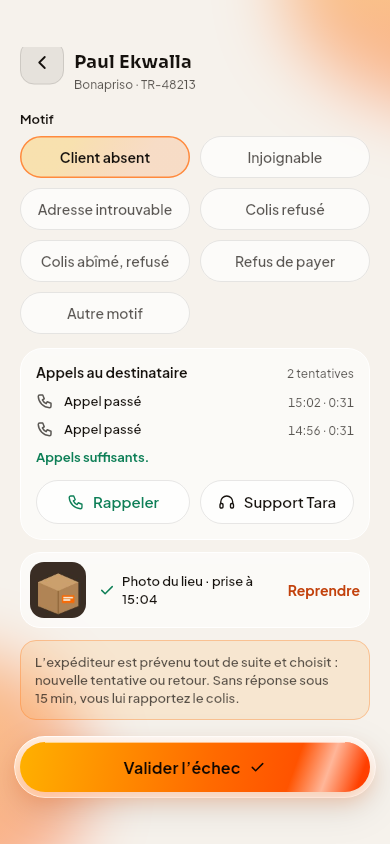 Paul Ekwalla
Bonapriso · TR-48213
Motif
Client absent
Injoignable
Adresse introuvable
Colis refusé
Colis abîmé, refusé
Refus de payer
Autre motif
Appels au destinataire
2 tentatives
Appel passé
15:02 · 0:31
Appel passé
14:56 · 0:31
Appels suffisants.
Rappeler
Support Tara
Photo du lieu · prise à
15:04
Reprendre
L’expéditeur est prévenu tout de suite et choisit :
nouvelle tentative ou retour. Sans réponse sous
15 min, vous lui rapportez le colis.
Valider l’échec